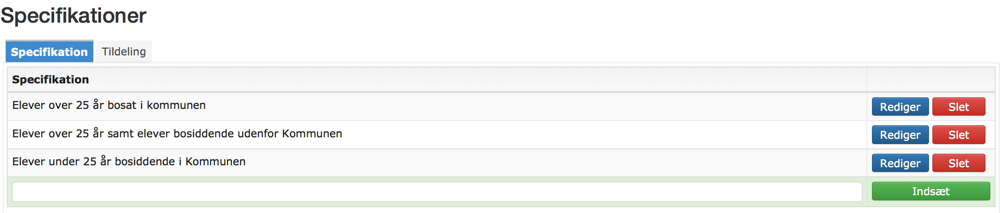 Specifikationer
Specifikation Tildeling
Specifikation
Elever over 25 år bosat i kommunen Rediger Slet
Elever over 25 år samt elever bosiddende udenfor Kommunen Rediger Slet
Elever under 25 år bosiddende i Kommunen Rediger Slet
Indsæt